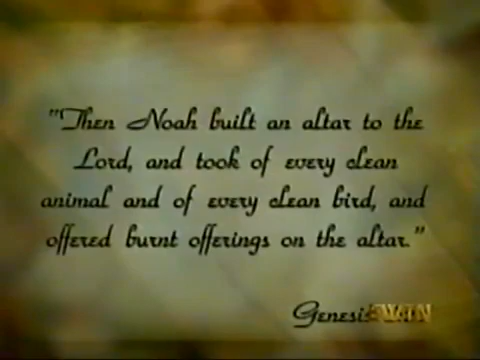 "Then Noah built an altar to the
Lord, and took of every clean
animal and of every clean bird, and
offered burnt offerings on the altar."
Genesis